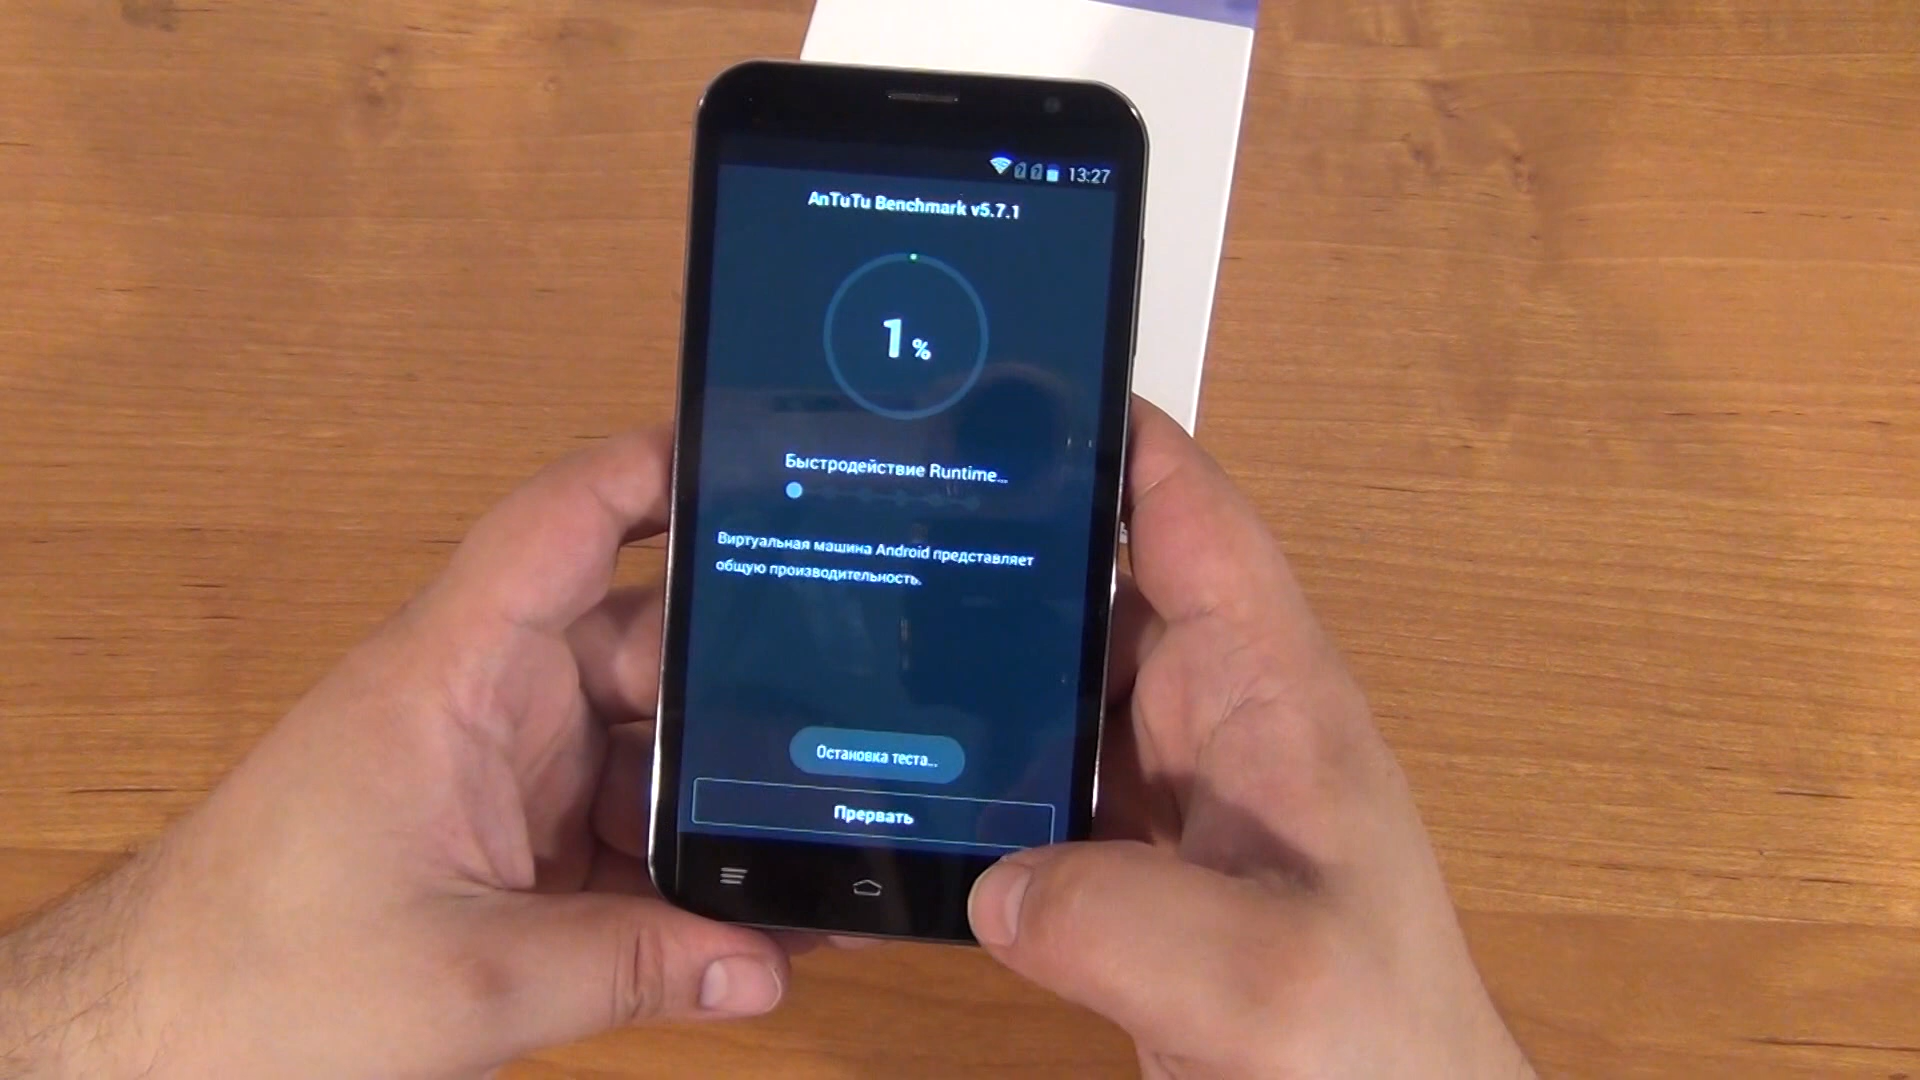 13:27
AnTuTu Benchmark v5.7.1
1 %
Быстродействие Runtime...
Виртуальная машина Android представляет
общую производительность.
Остановка теста...
Прервать